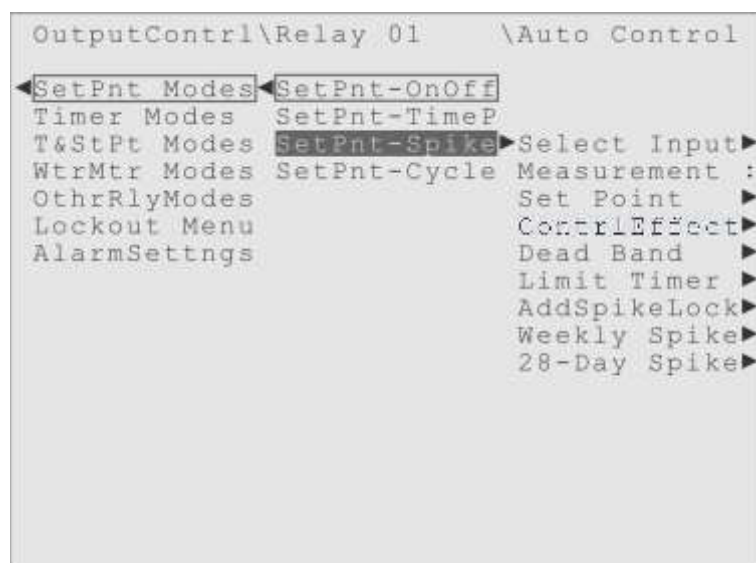 OutputContrl\Relay 01 \Auto Control
SetPnt Modes SetPnt-OnOff
Timer Modes SetPnt-TimeP
T&StPt Modes SetPnt-Spike Select Input
WtrMtr Modes SetPnt-Cycle Measurement :
OthrRlyModes Set Point
Lockout Menu ContrlEffect
AlarmSettngs Dead Band
Limit Timer
AddSpikeLock
Weekly Spike
28-Day Spike